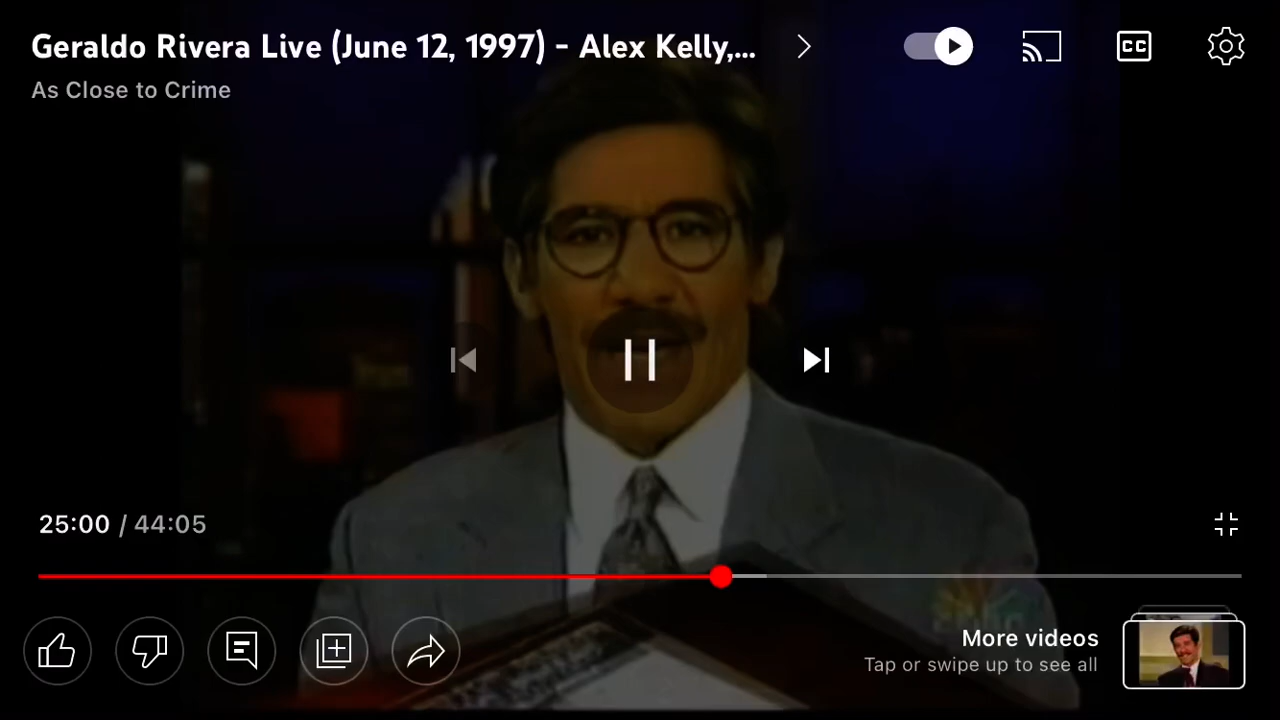 Geraldo Rivera Live (June 12, 1997) - Alex Kelly,...
CC
As Close to Crime
25:00 / 44:05
More videos
Tap or swipe up to see all